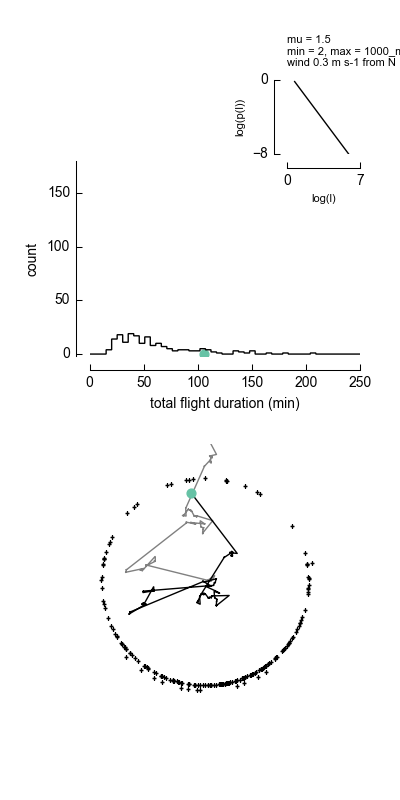 mu = 1.5
min = 2, max = 1000_m
wind 0.3 m s-1 from N
0
−8
log(p(l))
0
7
log(l)
150
100
50
0
count
0
50
100
150
200
250
total flight duration (min)